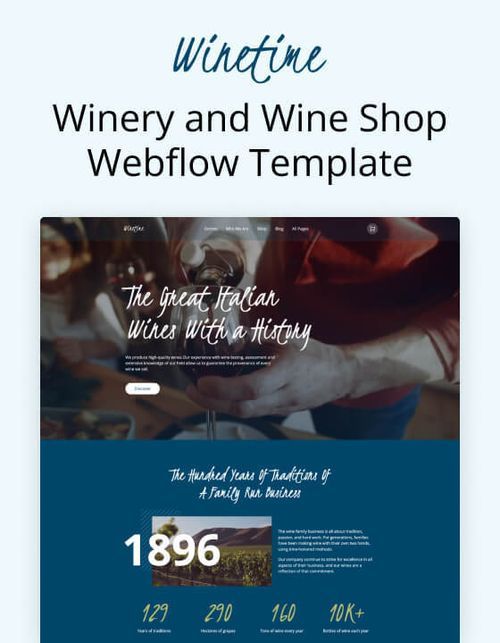 Winetime
Winery and Wine Shop
Webflow Template
Winetime
Demos Who We Are Shop Blog All Pages
The Great Italian
Wines With a History
We produce high-quality wines. Our experience with wine testing, assessment and
extensive knowledge of our field allow us to guarantee the provenance of every
wine we sell.
Discover
The Hundred Years Of Traditions Of
A Family Run Business
1896
The wine family business is all about tradition,
passion, and hard work. For generations, families
have been making wine with their own two hands,
using time-honored methods.
Our company continue to strive for excellence in all
aspects of their business, and our wines are a
reflection of that commitment.
129 290 160 10K+
Years of traditions Hectares of grapes Tons of wine every year Bottles of wine each year